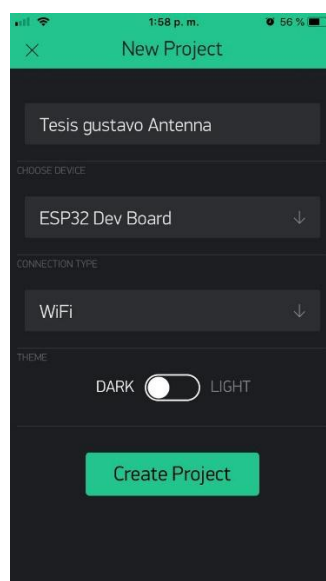 1:58 p. m.
56 %
New Project
Tesis gustavo Antenna
CHOOSE DEVICE
ESP32 Dev Board
CONNECTION TYPE
WiFi
THEME
DARK LIGHT
Create Project